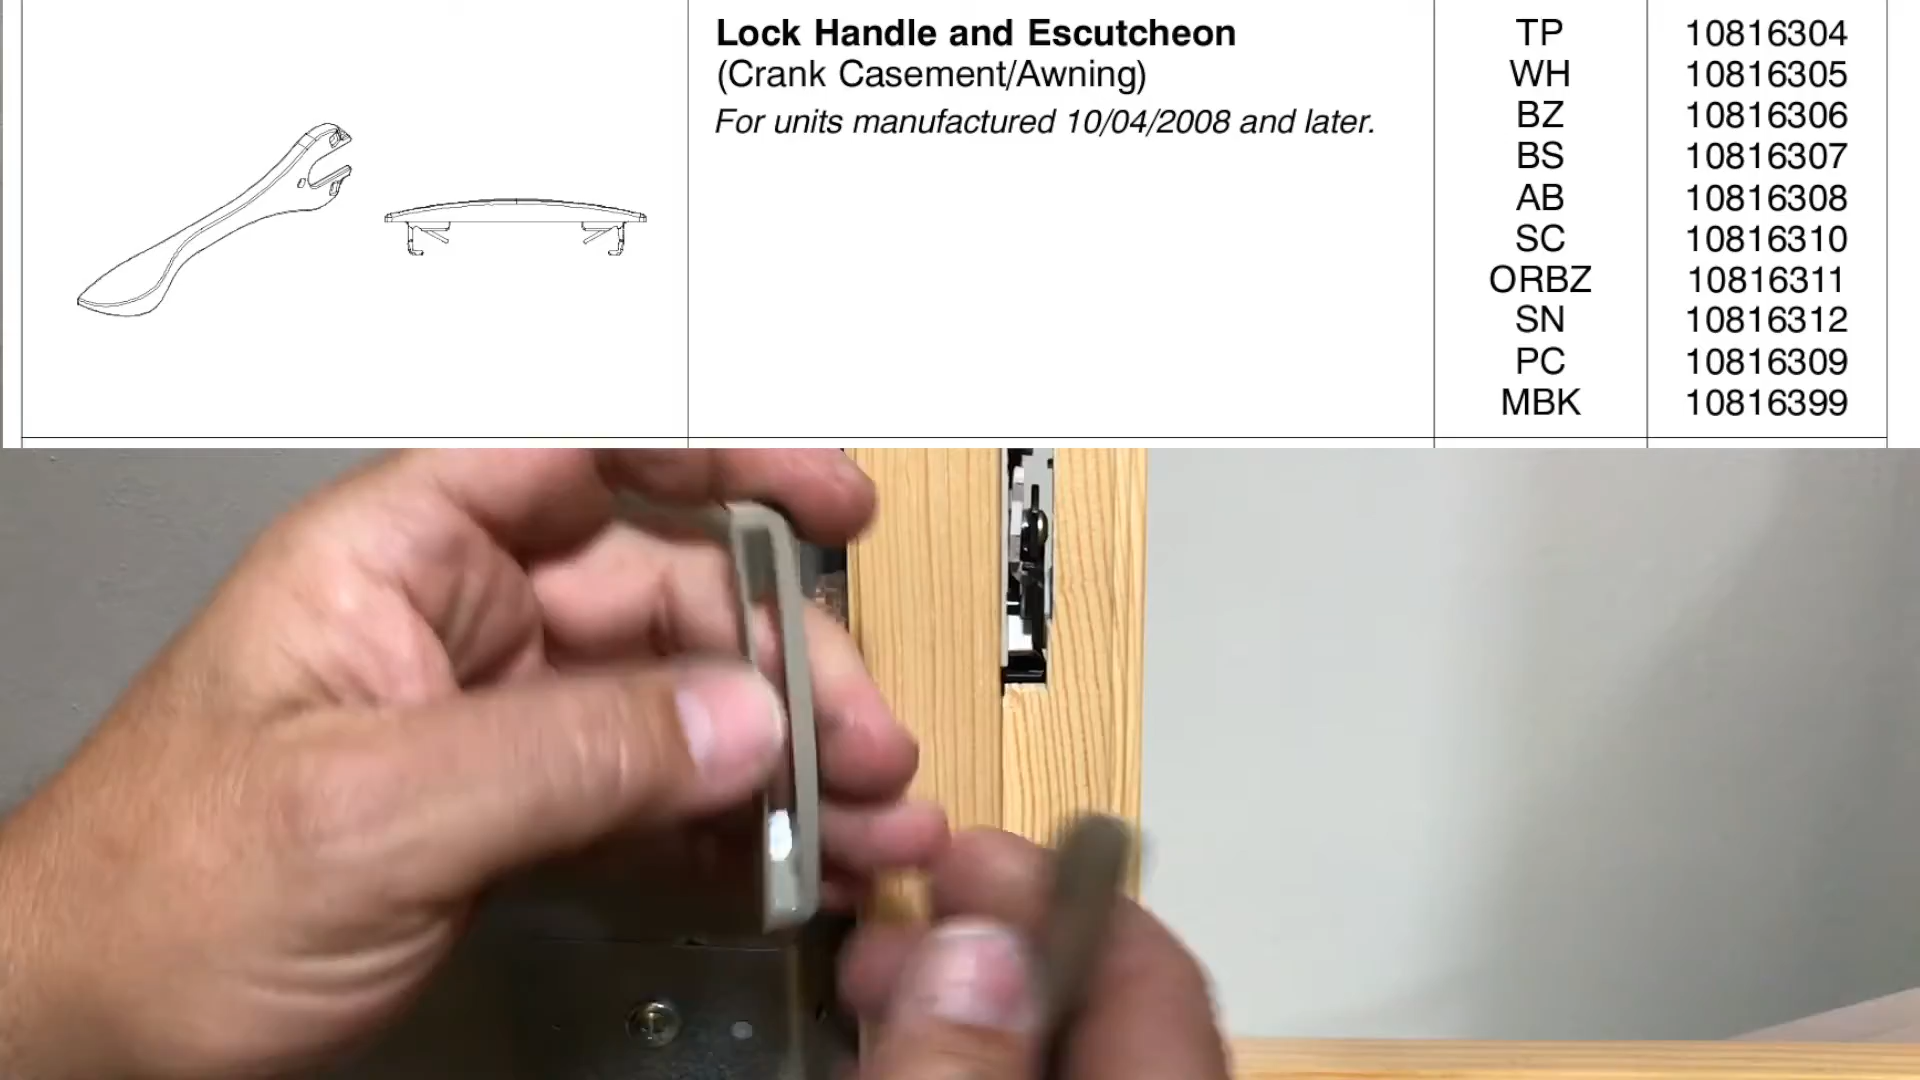 Lock Handle and Escutcheon
(Crank Casement/Awning)
For units manufactured 10/04/2008 and later.
TP 10816304
WH 10816305
BZ 10816306
BS 10816307
AB 10816308
SC 10816310
ORBZ 10816311
SN 10816312
PC 10816309
MBK 10816399